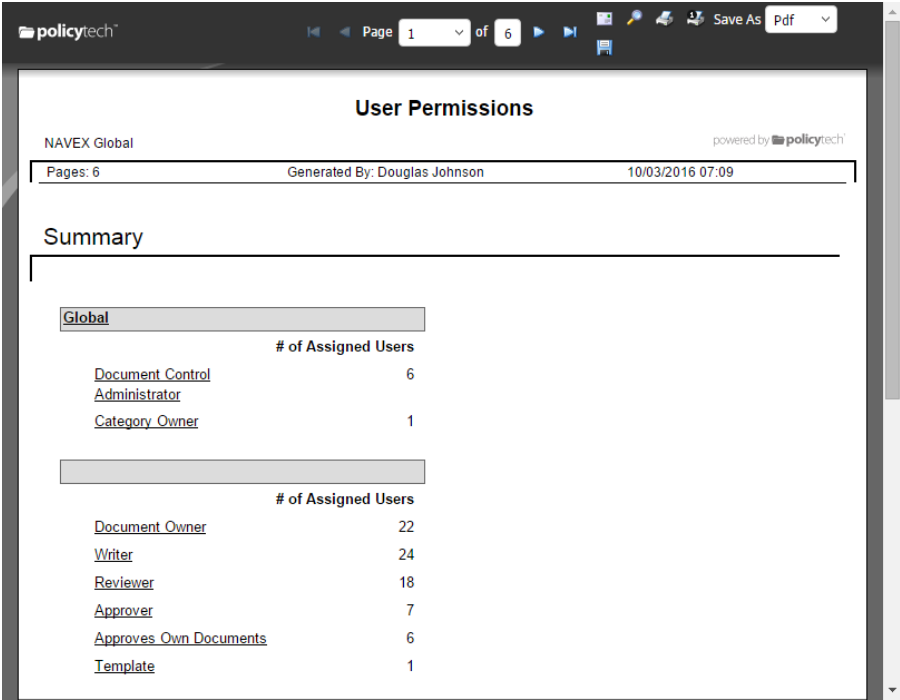 policytech
Page 1 of 6 Save As Pdf
User Permissions
NAVEX Global
powered by policytech
Pages: 6 Generated By: Douglas Johnson 10/03/2016 07:09
Summary
Global
# of Assigned Users
Document Control
Administrator 6
Category Owner 1
# of Assigned Users
Document Owner 22
Writer 24
Reviewer 18
Approver 7
Approves Own Documents 6
Template 1